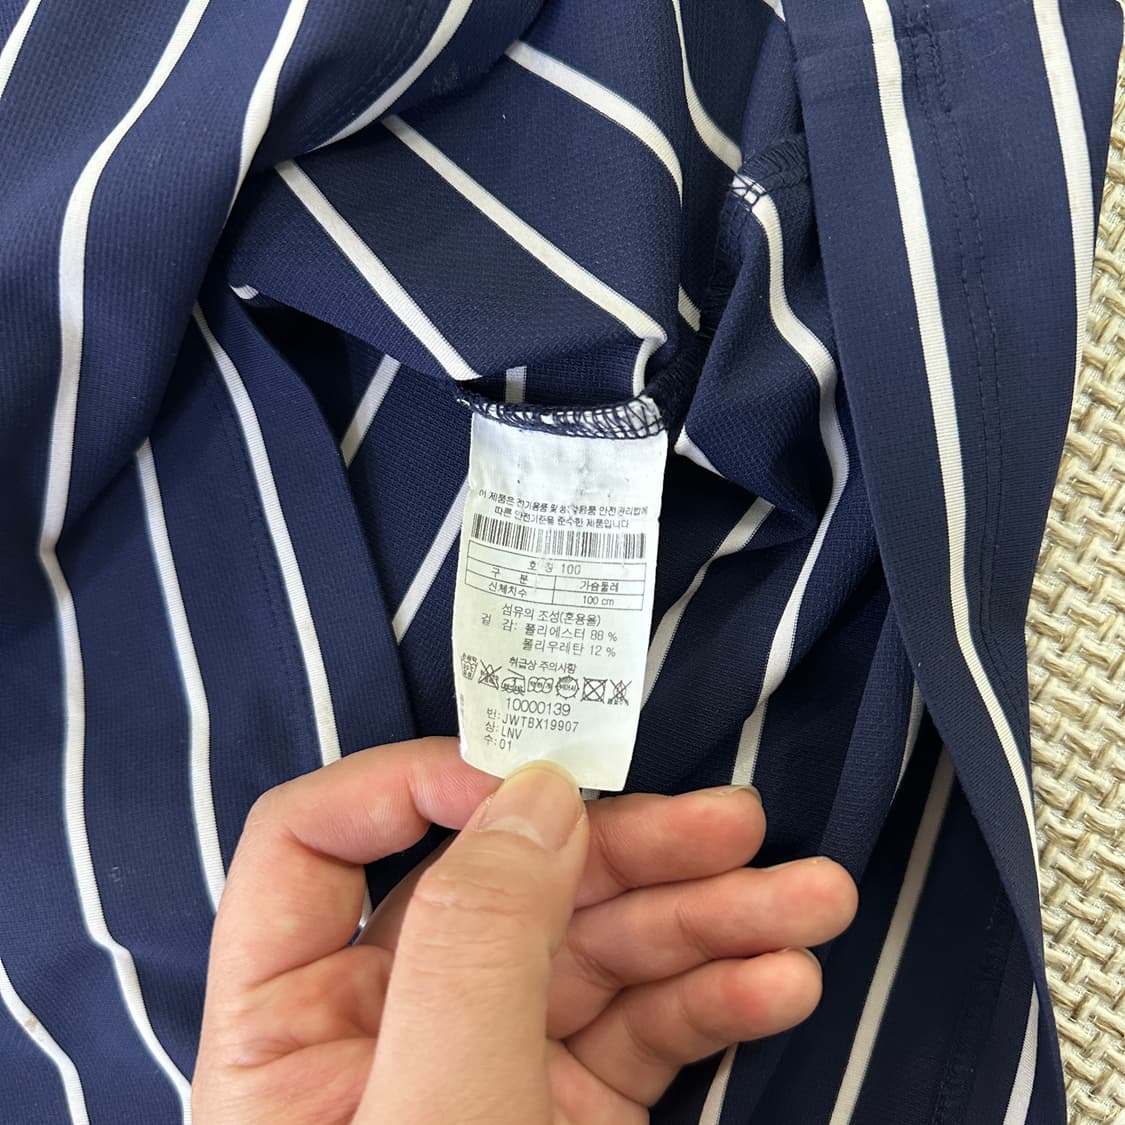 이 제품은 전기용품 및 생활용품 안전 관리법에
따른 안전기준을 준수한 제품입니다
호 칭 100
구 분 가슴둘레
신체치수 100 cm
섬유의 조성(혼용율)
겉 감: 폴리에스터 88 %
폴리우레탄 12 %
취급상 주의사항
10000139
번: JWTBX19907
상: LNV
수: 01